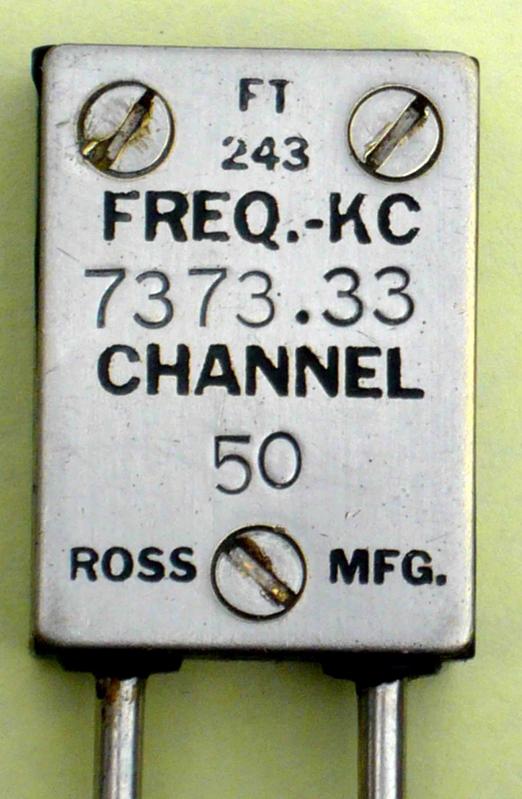 FT
243
FREQ.-KC
7373.33
CHANNEL
50
ROSS MFG.